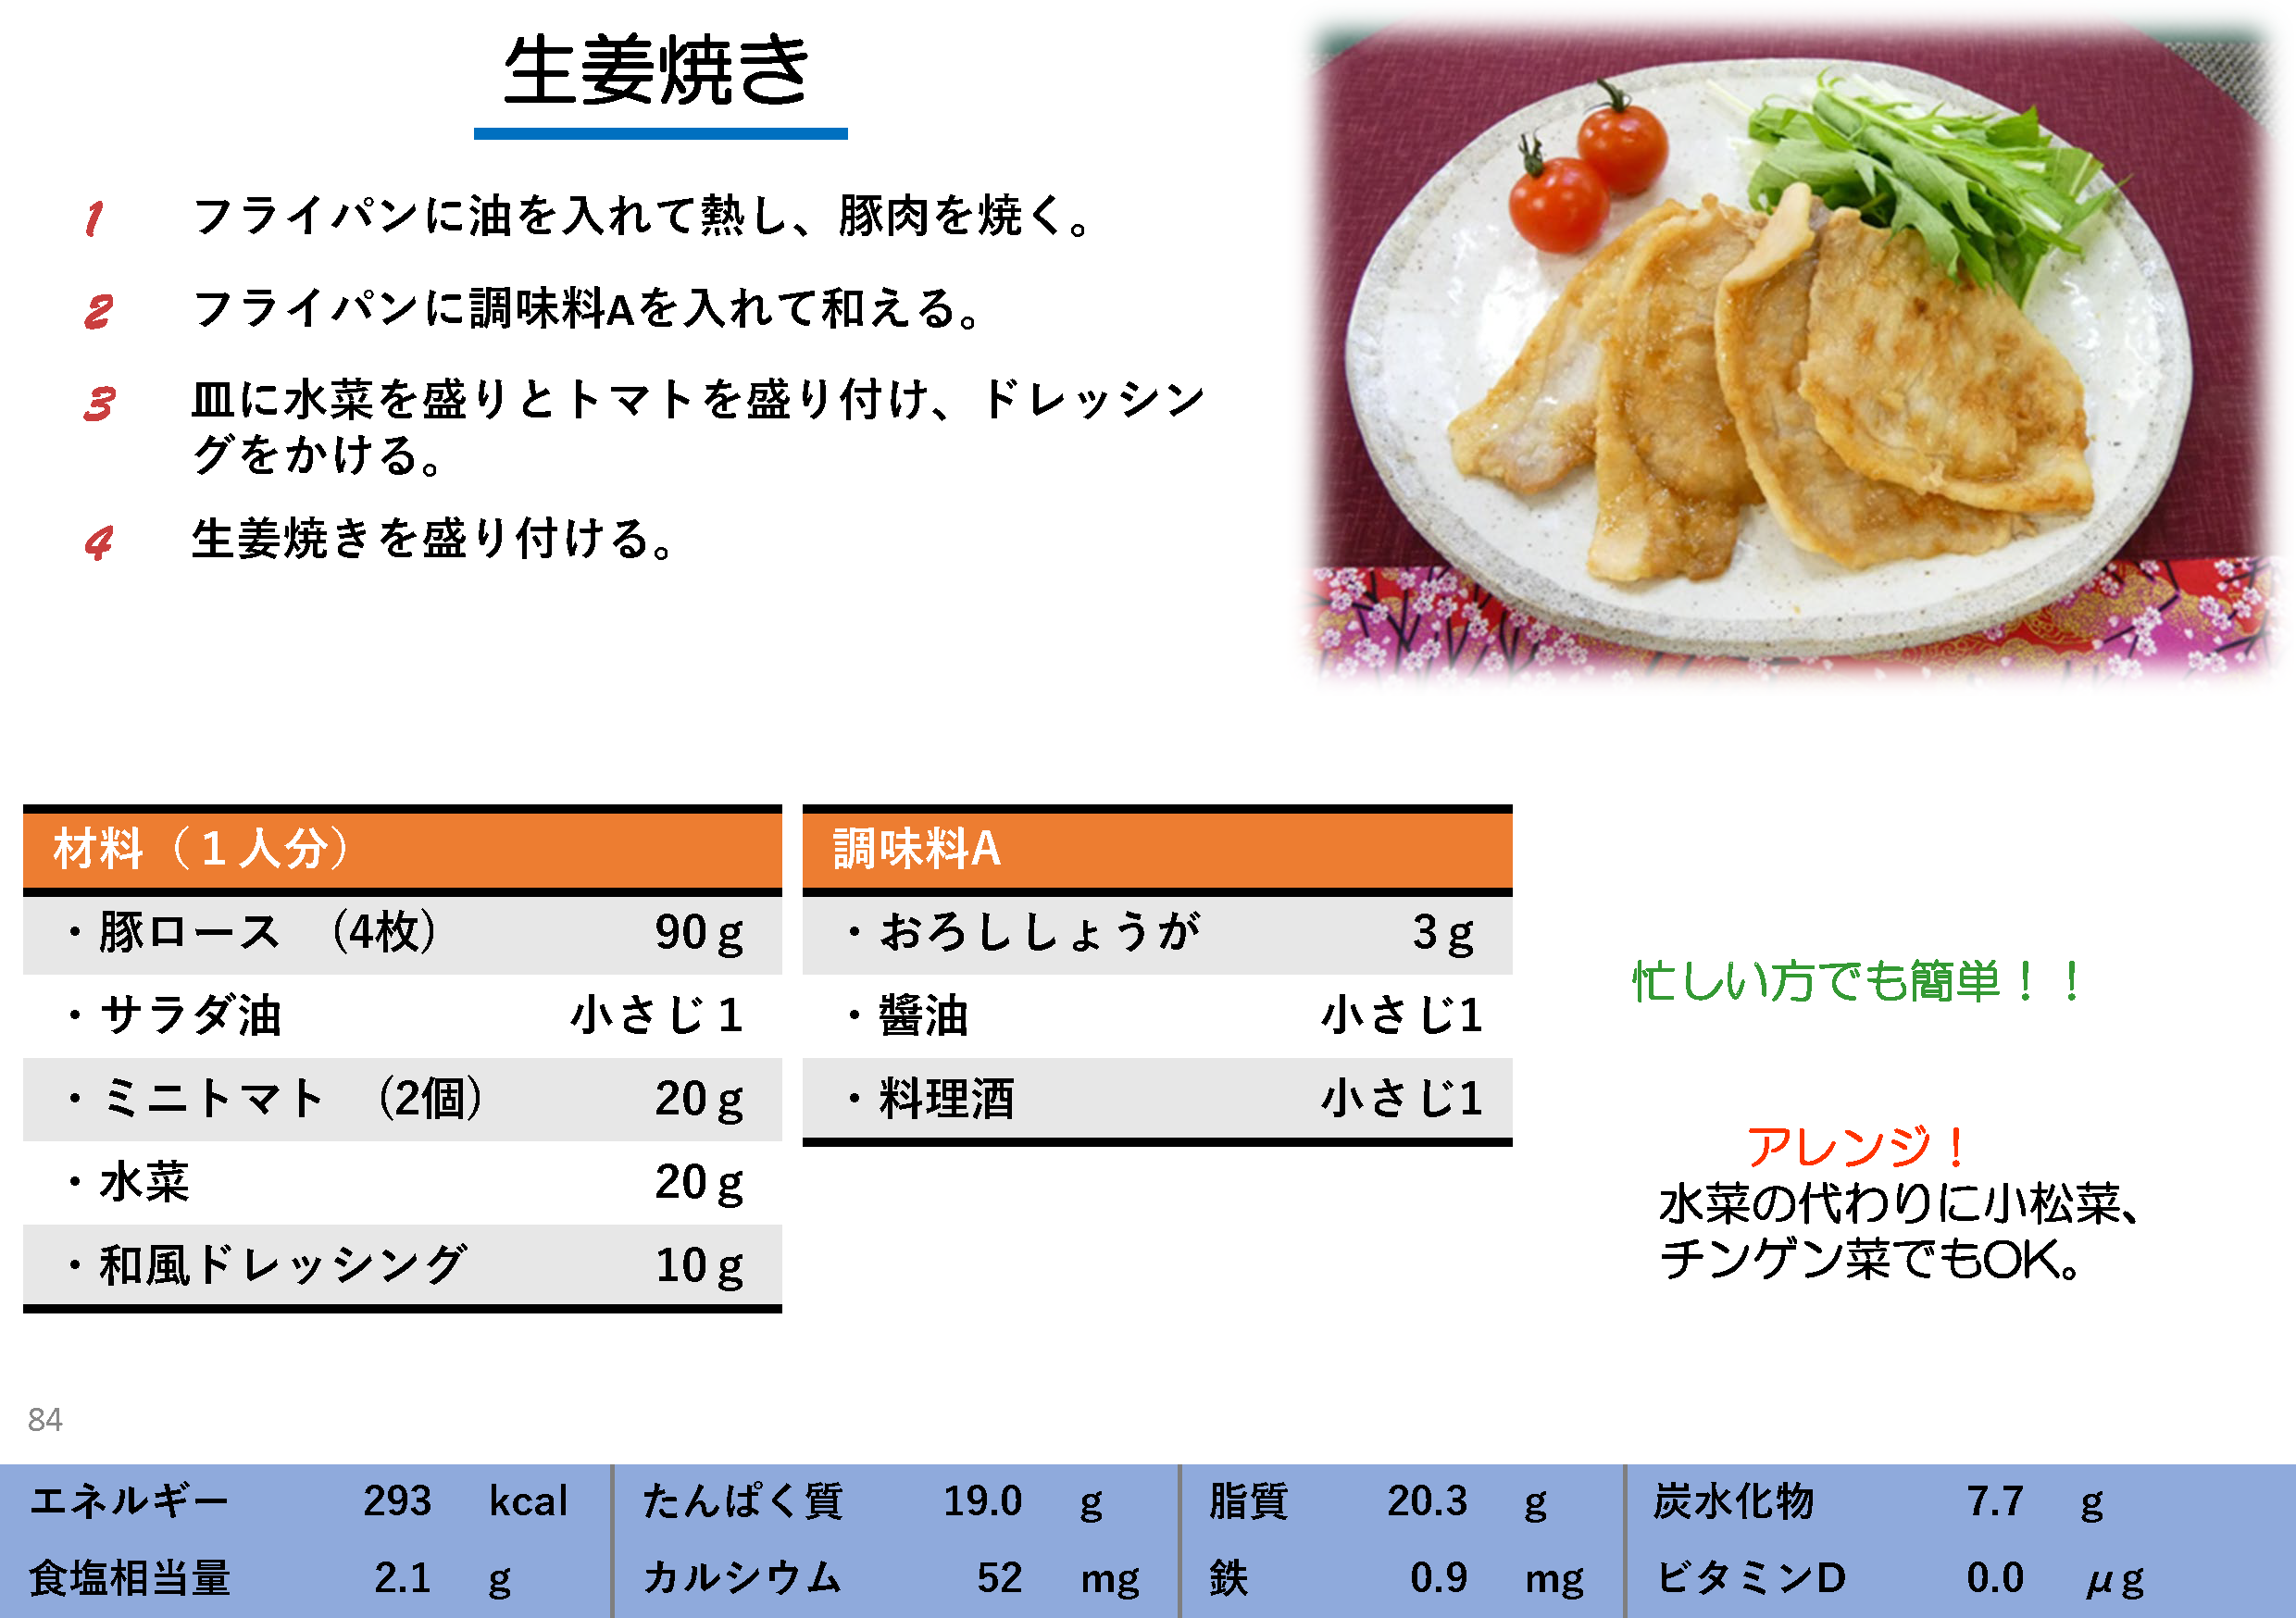 生姜焼き
1 フライパンに油を入れて熱し、豚肉を焼く。
2 フライパンに調味料Aを入れて和える。
3 皿に水菜を盛りとトマトを盛り付け、ドレッシン
グをかける。
4 生姜焼きを盛り付ける。
材料（１人分）
・豚ロース （4枚） 90ｇ
・サラダ油 小さじ１
・ミニトマト （2個） 20ｇ
・水菜 20ｇ
・和風ドレッシング 10ｇ
調味料A
・おろししょうが 3ｇ
・醬油 小さじ1
・料理酒 小さじ1
忙しい方でも簡単！！
アレンジ！
水菜の代わりに小松菜、
チンゲン菜でもOK。
84
エネルギー 293 kcal たんぱく質 19.0 g 脂質 20.3 g 炭水化物 7.7 g
食塩相当量 2.1 g カルシウム 52 mg 鉄 0.9 mg ビタミンD 0.0 μg